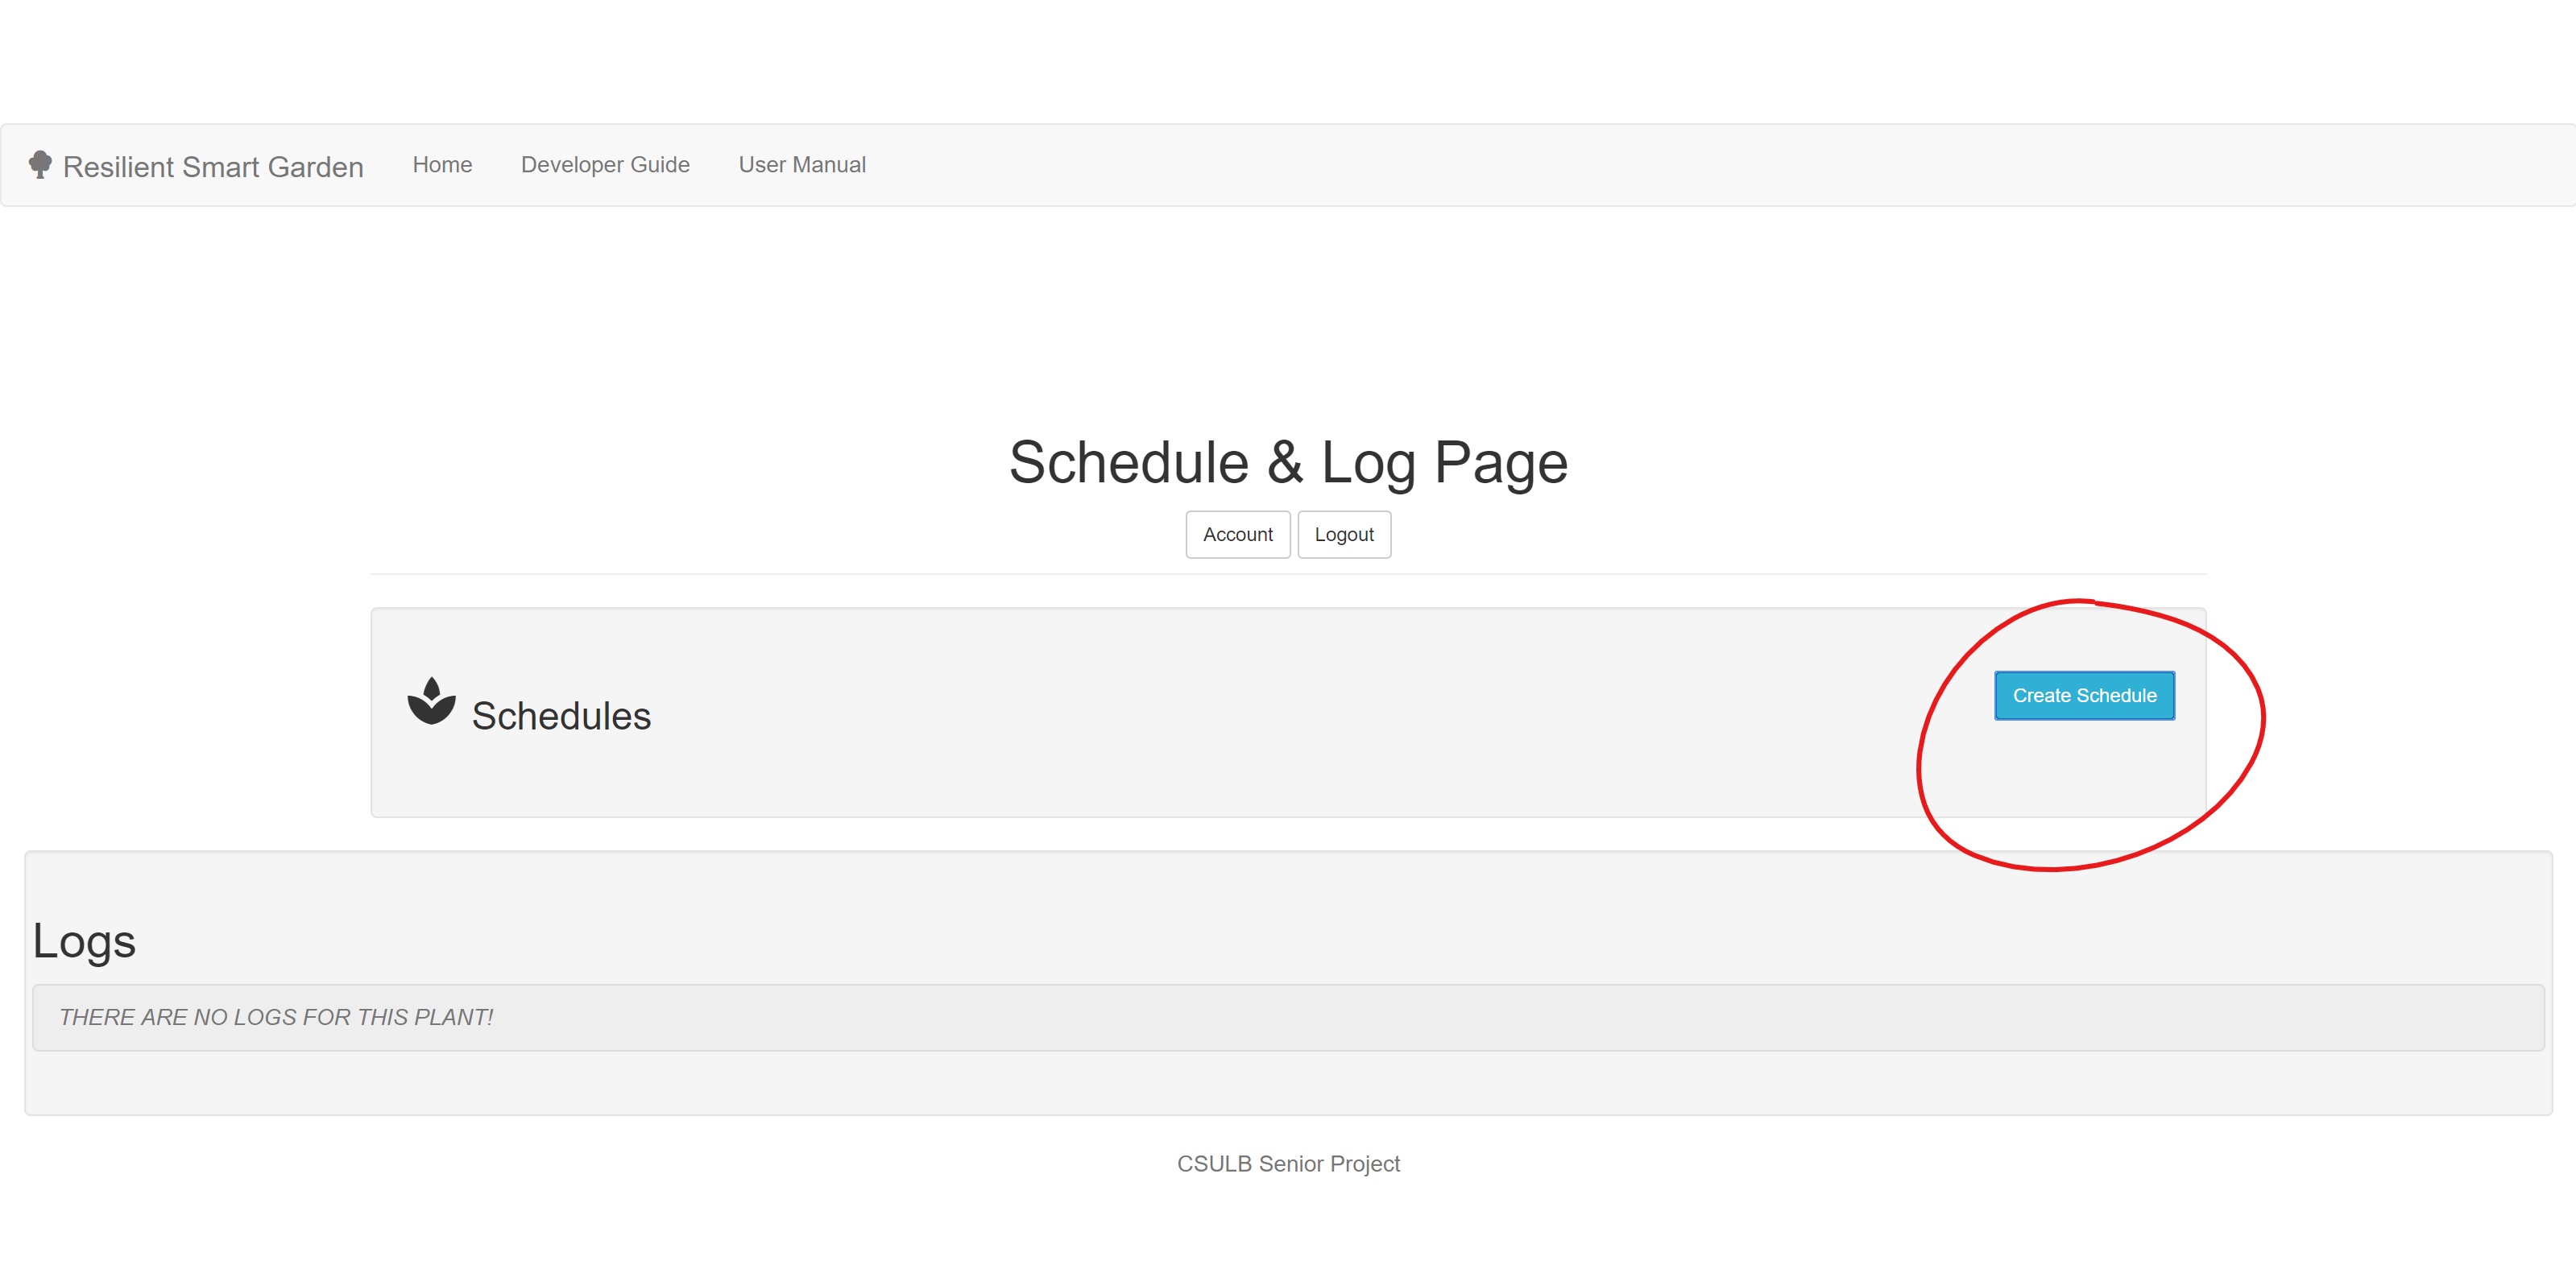 Resilient Smart Garden Home Developer Guide User Manual
Schedule & Log Page
Account Logout
Schedules Create Schedule
Logs
THERE ARE NO LOGS FOR THIS PLANT!
CSULB Senior Project